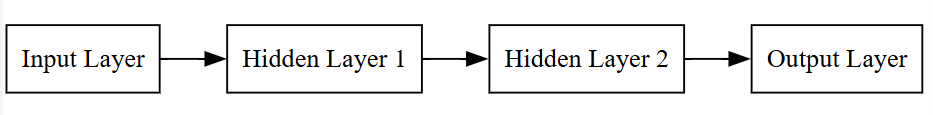 Input Layer
Hidden Layer 1
Hidden Layer 2
Output Layer